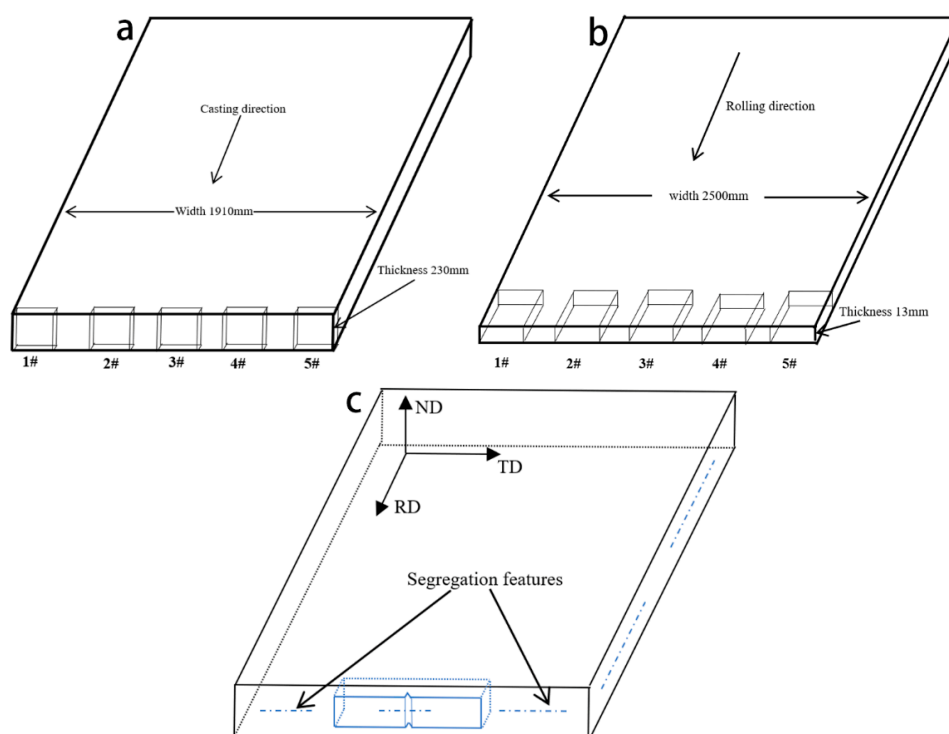 a
Casting direction
Width 1910mm
Thickness 230mm
1# 2# 3# 4# 5#
b
Rolling direction
width 2500mm
Thickness 13mm
1# 2# 3# 4# 5#
c
ND
TD
RD
Segregation features